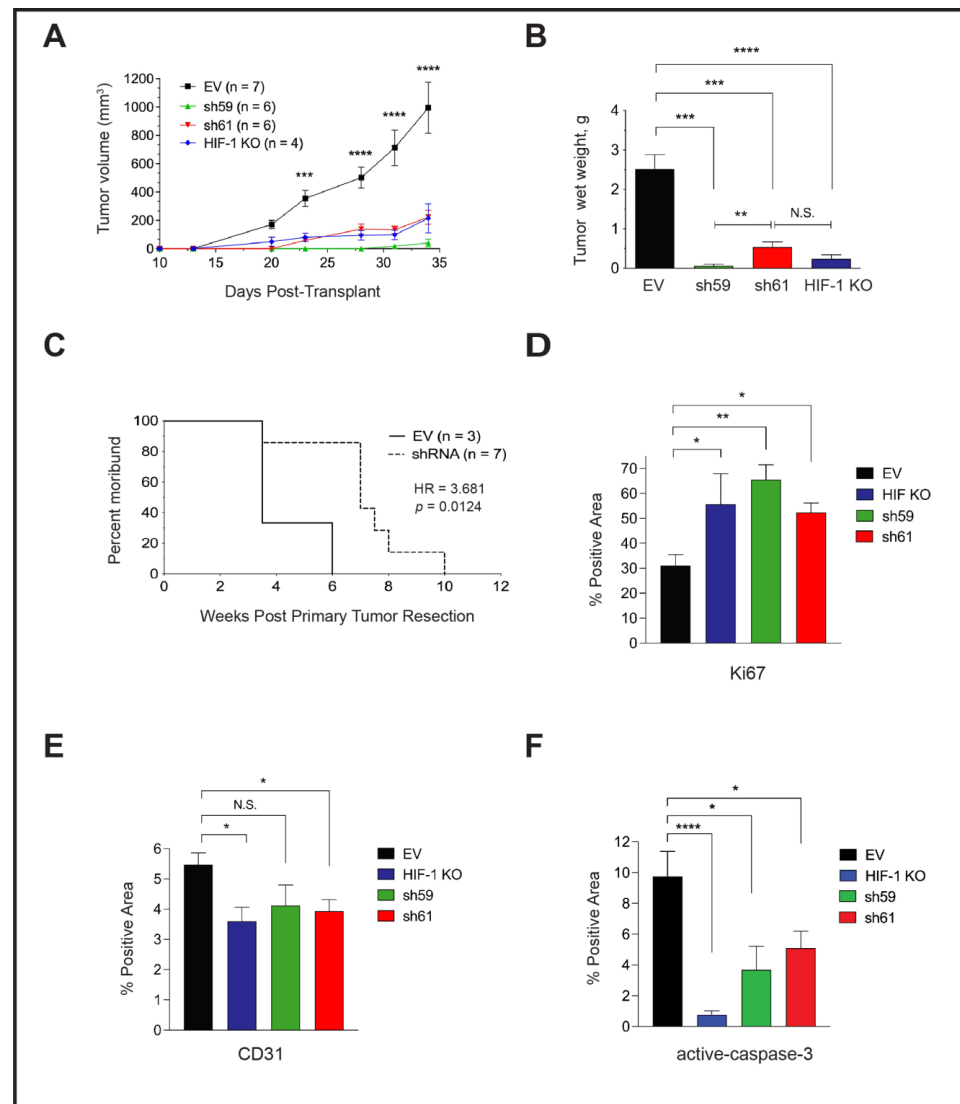 A
Tumor volume (mm³)
1200
1000
800
600
400
200
0
EV (n = 7)
sh59 (n = 6)
sh61 (n = 6)
HIF-1 KO (n = 4)
***
****
****
****
10
15
20
25
30
35
Days Post-Transplant
B
Tumor wet weight, g
4
3
2
1
0
****
***
***
**
N.S.
EV
sh59
sh61
HIF-1 KO
C
Percent moribund
100
80
60
40
20
0
EV (n = 3)
shRNA (n = 7)
HR = 3.681
p = 0.0124
0
2
4
6
8
10
12
Weeks Post Primary Tumor Resection
D
% Positive Area
70
60
50
40
30
20
10
0
*
**
*
EV
HIF KO
sh59
sh61
Ki67
E
% Positive Area
6
5
4
3
2
1
0
*
N.S.
*
EV
HIF-1 KO
sh59
sh61
CD31
F
% Positive Area
12
10
8
6
4
2
0
*
*
****
EV
HIF-1 KO
sh59
sh61
active-caspase-3